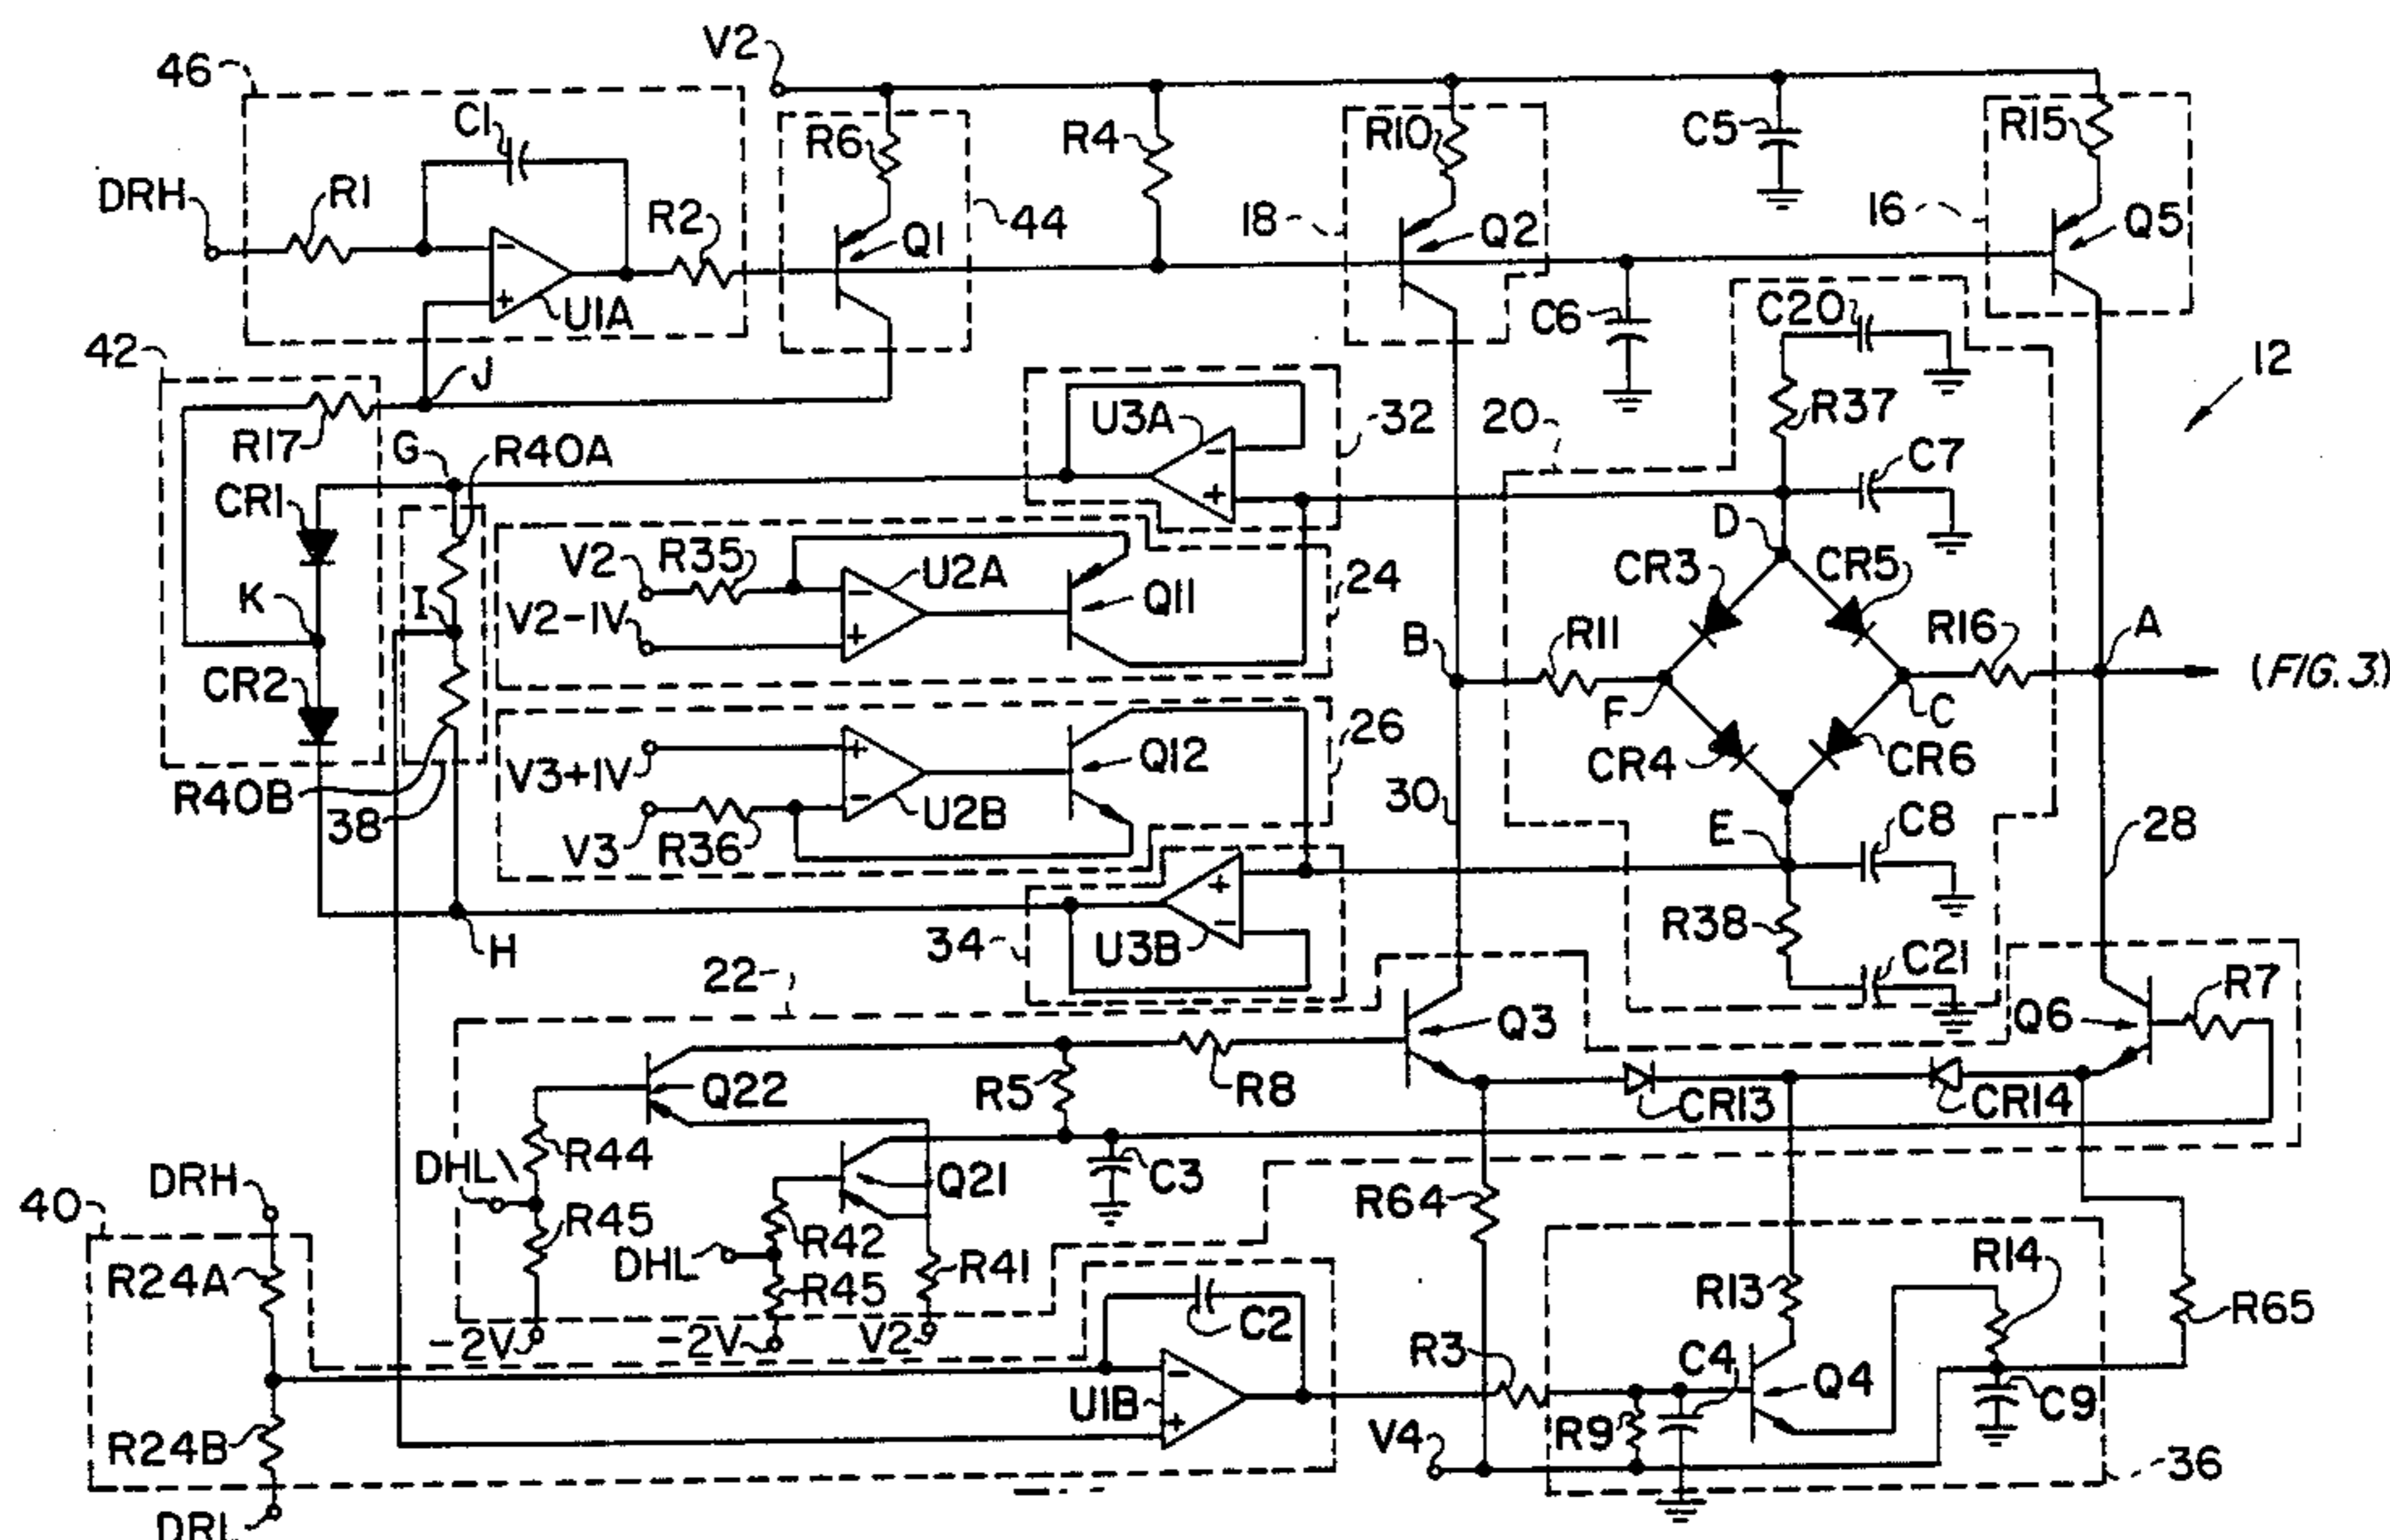 V2
46
C1
R6
R4
R10
C5
R15
DRH
R1
R2
Q1
44
18
Q2
16
Q5
U1A
C6
C20
42
J
12
R17
U3A
32
20
R37
G
R40A
C7
CR1
D
V2
R35
U2A
24
CR3
CR5
K
I
V2-1V
Q11
B
R11
R16
A
(FIG. 3)
CR2
F
C
V3+1V
Q12
26
CR4
CR6
R40B
38
V3
R36
U2B
30
E
C8
28
H
34
U3B
R38
C21
22
R7
Q3
Q6
Q22
R5
R8
CR13
CR14
R44
DHL\
Q21
C3
DRH
R64
40
R45
R42
R14
DHL
R41
R24A
R45
C2
R13
R65
-2V
-2V
V2
R3
C4
Q4
U1B
C9
R24B
V4
R9
36
DRL